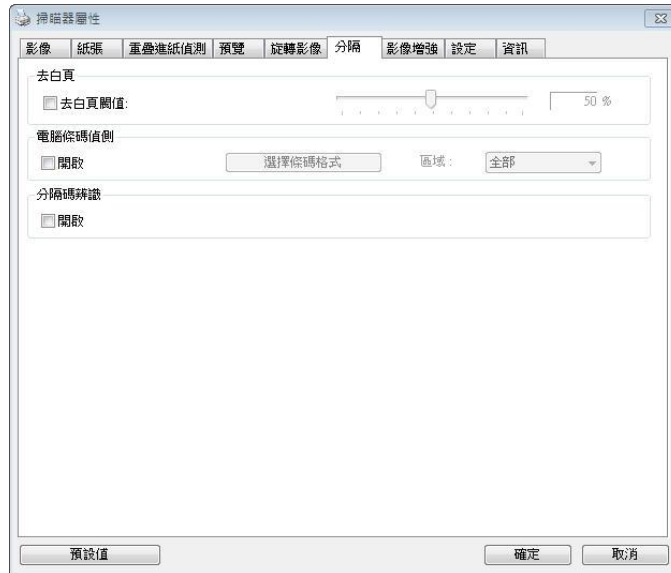 掃瞄器屬性
影像 紙張 重疊進紙偵測 預覽 旋轉影像 分隔 影像增強 設定 資訊
去白頁
去白頁闕值: 50 %
電腦條碼偵側
開啟 選擇條碼格式 區域 : 全部
分隔碼辨識
開啟
預設值 確定 取消